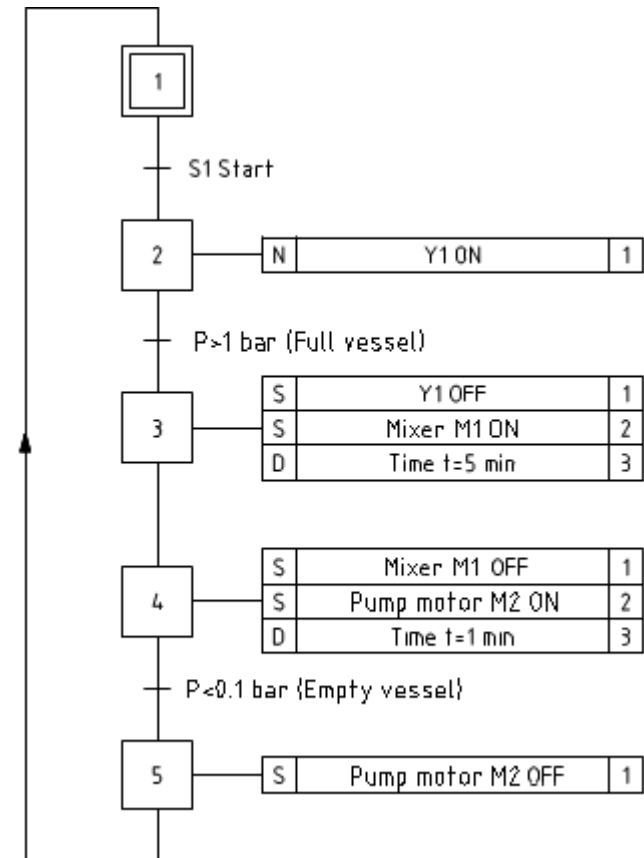 1
S1 Start
2 N Y1 ON 1
P>1 bar (Full vessel)
S Y1 OFF 1
3 S Mixer M1 ON 2
D Time t=5 min 3
S Mixer M1 OFF 1
4 S Pump motor M2 ON 2
D Time t=1 min 3
P<0.1 bar (Empty vessel)
5 S Pump motor M2 OFF 1